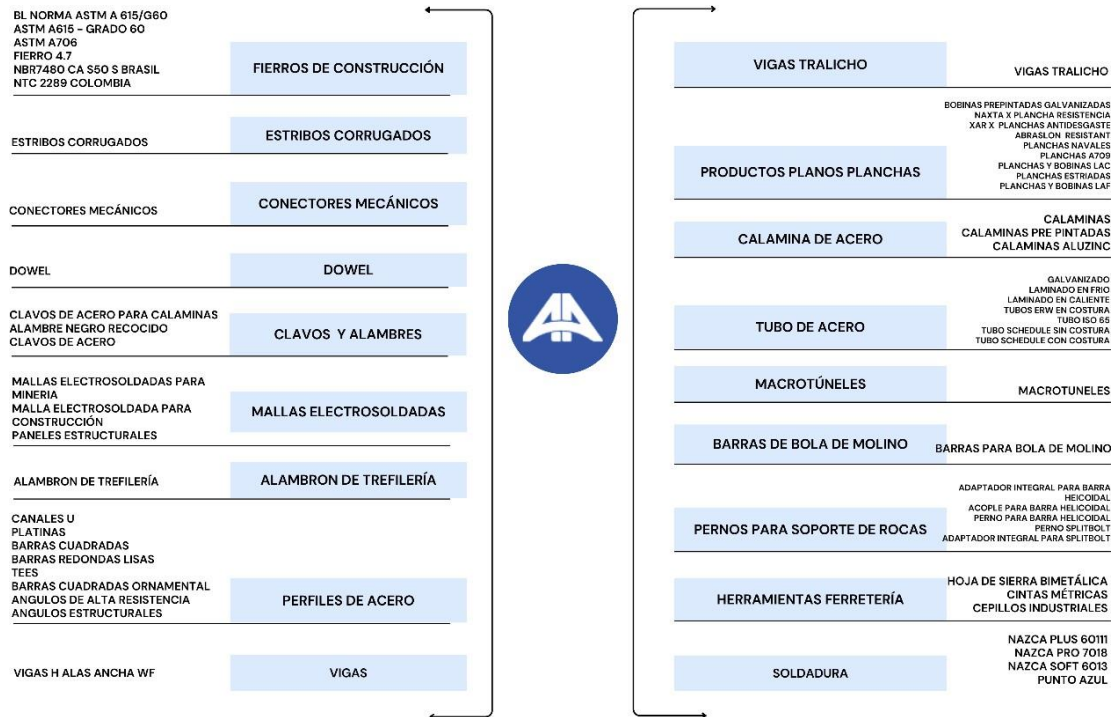 BL NORMA ASTM A 615/G60
ASTM A615 - GRADO 60
ASTM A706
FIERRO 4.7
NBR7480 CA S50 S BRASIL
NTC 2289 COLOMBIA
FIERROS DE CONSTRUCCIÓN
ESTRIBOS CORRUGADOS
ESTRIBOS CORRUGADOS
CONECTORES MECÁNICOS
CONECTORES MECÁNICOS
DOWEL
DOWEL
CLAVOS DE ACERO PARA CALAMINAS
ALAMBRE NEGRO RECOCIDO
CLAVOS DE ACERO
CLAVOS Y ALAMBRES
MALLAS ELECTROSOLDADAS PARA
MINERIA
MALLA ELECTROSOLDADA PARA
CONSTRUCCIÓN
PANELES ESTRUCTURALES
MALLAS ELECTROSOLDADAS
ALAMBRON DE TREFILERÍA
ALAMBRON DE TREFILERÍA
CANALES U
PLATINAS
BARRAS CUADRADAS
BARRAS REDONDAS LISAS
TEES
BARRAS CUADRADAS ORNAMENTAL
ANGULOS DE ALTA RESISTENCIA
ANGULOS ESTRUCTURALES
PERFILES DE ACERO
VIGAS H ALAS ANCHA WF
VIGAS
VIGAS TRALICHO
VIGAS TRALICHO
PRODUCTOS PLANOS PLANCHAS
BOBINAS PREPINTADAS GALVANIZADAS
NAXTA X PLANCHA RESISTENCIA
XAR X PLANCHAS ANTIDESGASTE
ABRASLON RESISTANT
PLANCHAS NAVALES
PLANCHAS A709
PLANCHAS Y BOBINAS LAC
PLANCHAS ESTRIADAS
PLANCHAS Y BOBINAS LAF
CALAMINA DE ACERO
CALAMINAS
CALAMINAS PRE PINTADAS
CALAMINAS ALUZINC
TUBO DE ACERO
GALVANIZADO
LAMINADO EN FRIO
LAMINADO EN CALIENTE
TUBOS ERW EN COSTURA
TUBO ISO 65
TUBO SCHEDULE SIN COSTURA
TUBO SCHEDULE CON COSTURA
MACROTÚNELES
MACROTUNELES
BARRAS DE BOLA DE MOLINO
BARRAS PARA BOLA DE MOLINO
PERNOS PARA SOPORTE DE ROCAS
ADAPTADOR INTEGRAL PARA BARRA
HEICOIDAL
ACOPLE PARA BARRA HELICOIDAL
PERNO PARA BARRA HELICOIDAL
PERNO SPLITBOLT
ADAPTADOR INTEGRAL PARA SPLITBOLT
HERRAMIENTAS FERRETERÍA
HOJA DE SIERRA BIMETÁLICA
CINTAS MÉTRICAS
CEPILLOS INDUSTRIALES
SOLDADURA
NAZCA PLUS 60111
NAZCA PRO 7018
NAZCA SOFT 6013
PUNTO AZUL